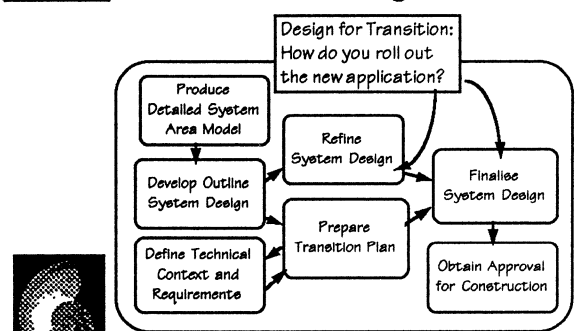 Design for Transition:
How do you roll out
the new application?
Produce
Detailed System
Area Model
Refine
System Design
Develop Outline
System Design
Finalise
System Design
Prepare
Transition Plan
Define Technical
Context and
Requirements
Obtain Approval
for Construction